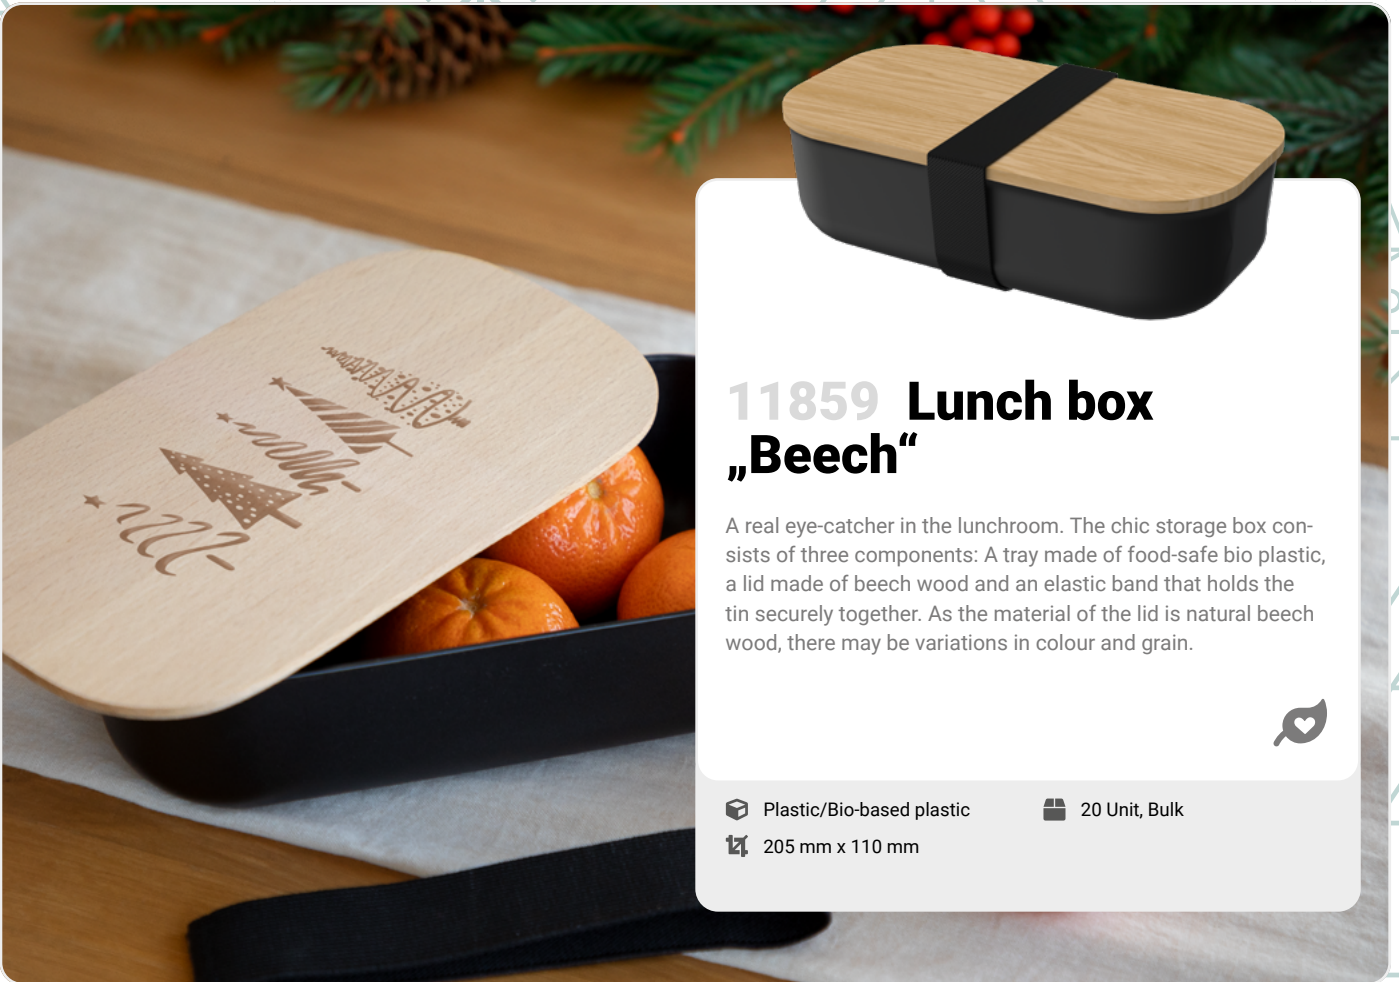 11859 Lunch box
„Beech“
A real eye-catcher in the lunchroom. The chic storage box con-
sists of three components: A tray made of food-safe bio plastic,
a lid made of beech wood and an elastic band that holds the
tin securely together. As the material of the lid is natural beech
wood, there may be variations in colour and grain.
Plastic/Bio-based plastic
20 Unit, Bulk
205 mm x 110 mm